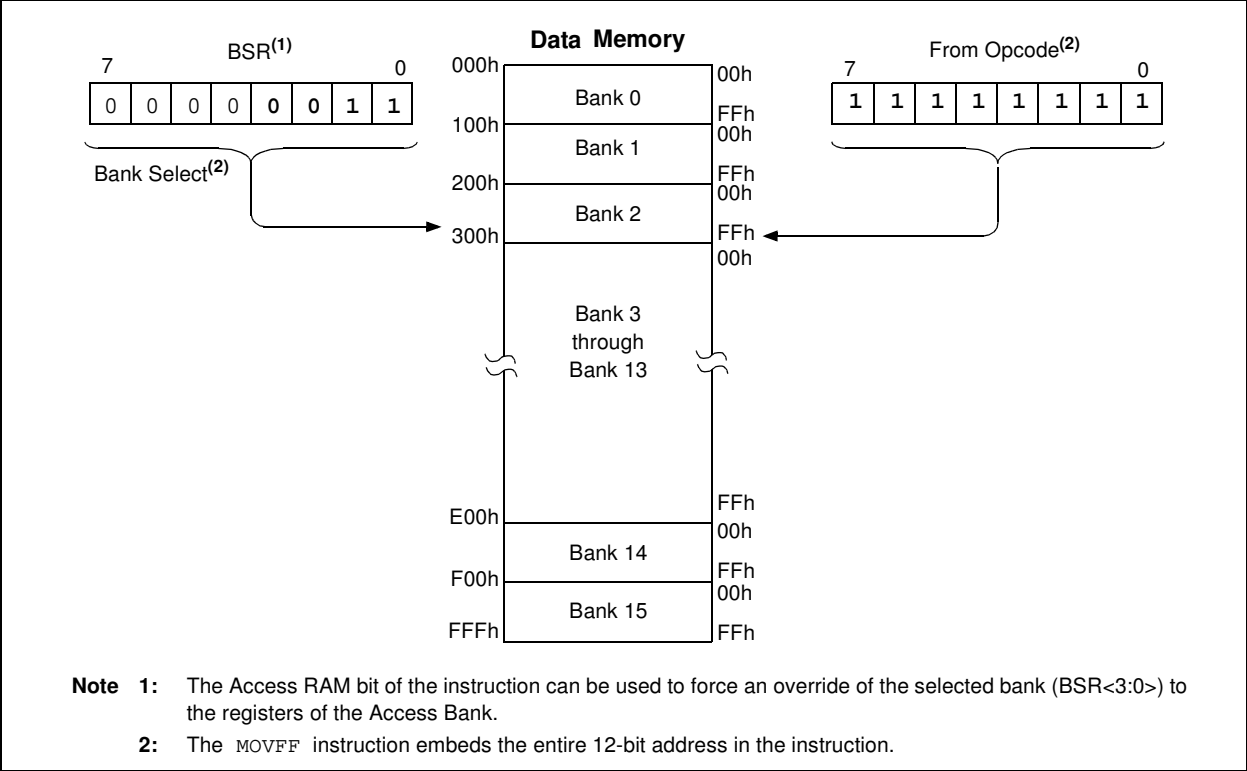 Data Memory
BSR(1)
7 0
0 0 0 0 0 0 1 1
Bank Select(2)
From Opcode(2)
7 0
1 1 1 1 1 1 1 1
000h
00h
Bank 0
FFh
100h
00h
Bank 1
FFh
200h
00h
Bank 2
FFh
300h
00h
Bank 3
through
Bank 13
FFh
E00h
00h
Bank 14
FFh
F00h
00h
Bank 15
FFFh
FFh
Note 1: The Access RAM bit of the instruction can be used to force an override of the selected bank (BSR<3:0>) to
the registers of the Access Bank.
2: The MOVFF instruction embeds the entire 12-bit address in the instruction.